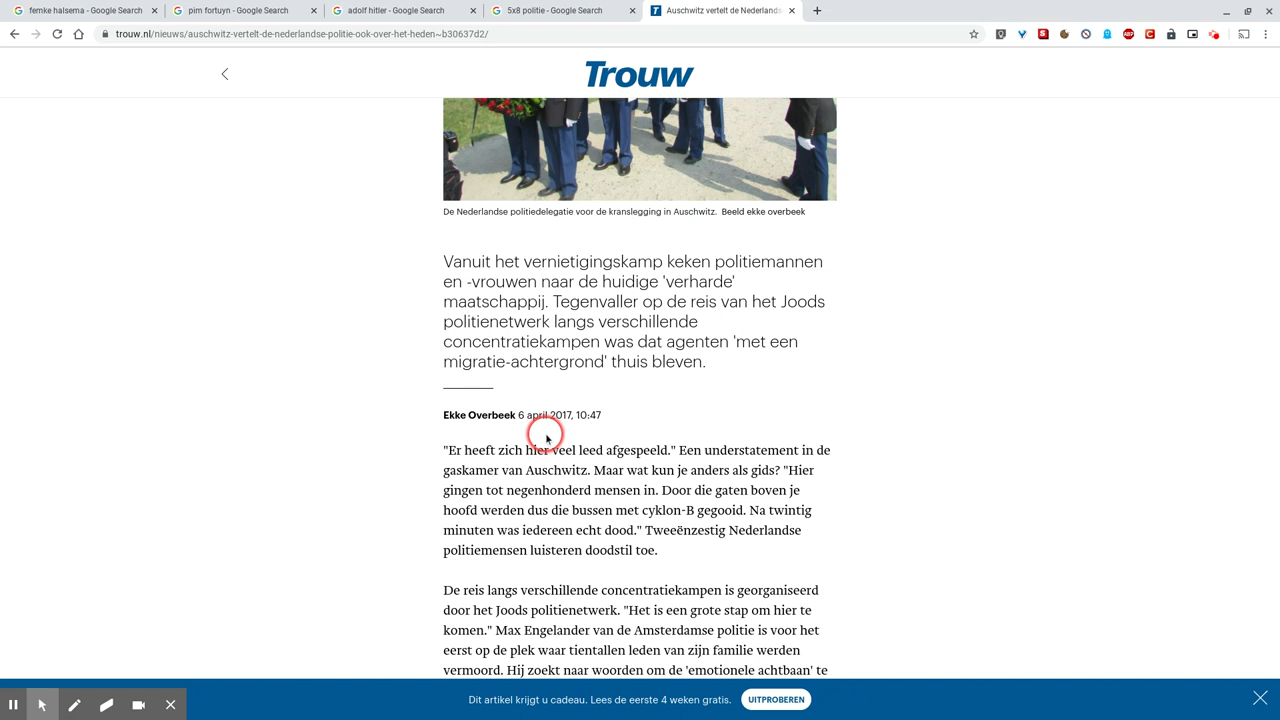 femke halsema - Google Search
pim fortuyn - Google Search
adolf hitler - Google Search
5x8 politie - Google Search
Auschwitz vertelt de Nederlands
trouw.nl/nieuws/auschwitz-vertelt-de-nederlandse-politie-ook-over-het-heden~b30637d2/
Trouw
De Nederlandse politiedelegatie voor de kranslegging in Auschwitz. Beeld ekke overbeek
Vanuit het vernietigingskamp keken politiemannen
en -vrouwen naar de huidige 'verharde'
maatschappij. Tegenvaller op de reis van het Joods
politienetwerk langs verschillende
concentratiekampen was dat agenten 'met een
migratie-achtergrond' thuis bleven.
Ekke Overbeek 6 april 2017, 10:47
"Er heeft zich hier veel leed afgespeeld." Een understatement in de
gaskamer van Auschwitz. Maar wat kun je anders als gids? "Hier
gingen tot negenhonderd mensen in. Door die gaten boven je
hoofd werden dus die bussen met cyklon-B gegooid. Na twintig
minuten was iedereen echt dood." Tweeënzestig Nederlandse
politiemensen luisteren doodstil toe.
De reis langs verschillende concentratiekampen is georganiseerd
door het Joods politienetwerk. "Het is een grote stap om hier te
komen." Max Engelander van de Amsterdamse politie is voor het
eerst op de plek waar tientallen leden van zijn familie werden
vermoord. Hij zoekt naar woorden om de 'emotionele achtbaan' te
Dit artikel krijgt u cadeau. Lees de eerste 4 weken gratis.
UITPROBEREN